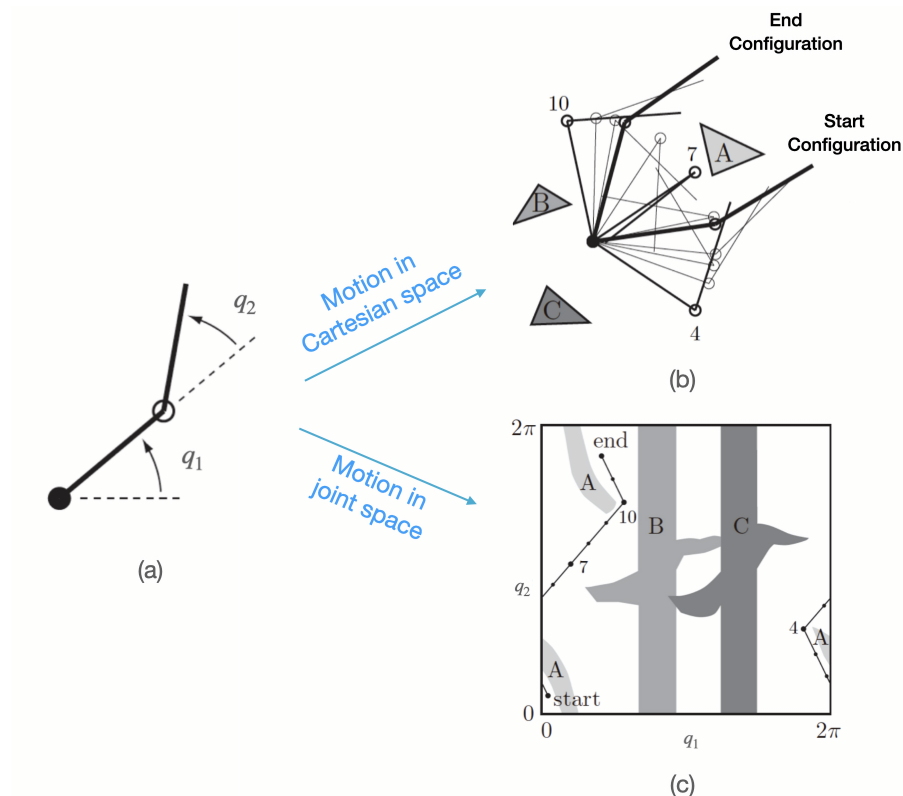 End
Configuration
Start
Configuration
10
7
A
B
C
4
(b)
q2
q1
(a)
Motion in
Cartesian space
Motion in
joint space
2π
end
A
10
B
C
7
q2
4
A
A
start
0
0
q1
2π
(c)